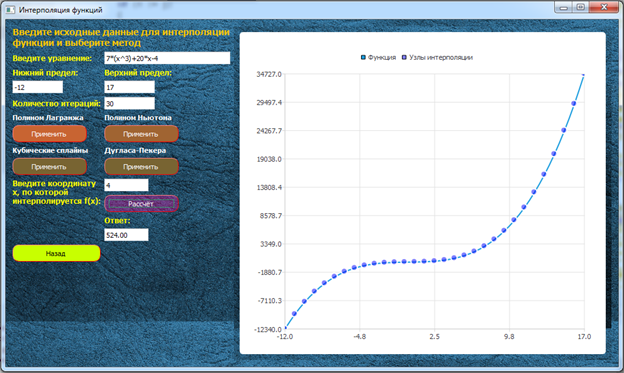 Интерполяция функций
Введите исходные данные для интерполяции
функции и выберите метод
Введите уравнение: 7*(x^3)+20*x-4
Нижний предел: Верхний предел:
-12 17
Количество итераций: 30
Полином Лагранжа Полином Ньютона
Применить Применить
Кубические сплайны Дугласа-Пекера
Применить Применить
Введите координату
x, по которой
интерполируется f(x):
4
Рассчёт
Ответ:
524.00
Назад
Функция Узлы интерполяции
34727.0
29497.4
24267.7
19038.0
13808.4
8578.7
3349.0
-1880.7
-7110.3
-12340.0
-12.0 -4.8 2.5 9.8 17.0